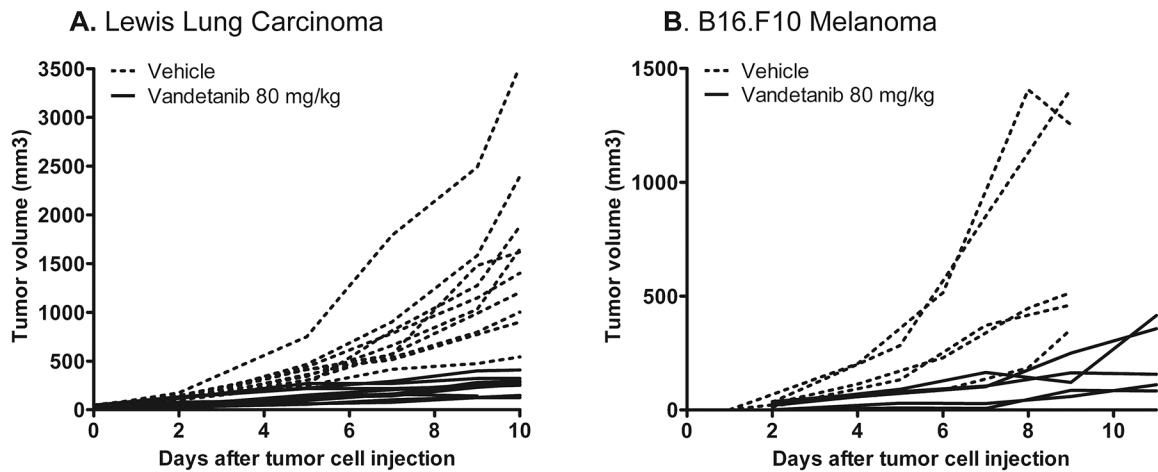 A. Lewis Lung Carcinoma
Vehicle
Vandetanib 80 mg/kg
Tumor volume (mm3)
3500
3000
2500
2000
1500
1000
500
0
0 2 4 6 8 10
Days after tumor cell injection
B. B16.F10 Melanoma
Vehicle
Vandetanib 80 mg/kg
Tumor volume (mm3)
1500
1000
500
0
0 2 4 6 8 10
Days after tumor cell injection